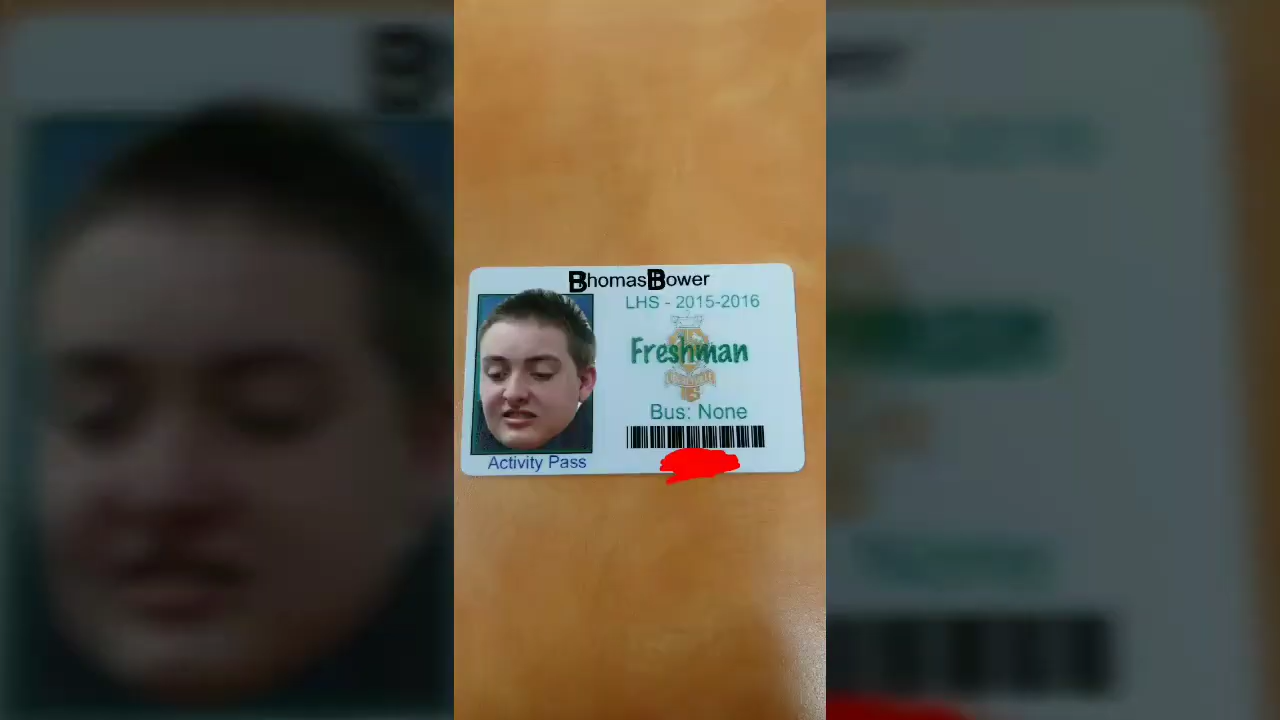 BhomasBower
LHS - 2015-2016
Freshman
Bus: None
Activity Pass